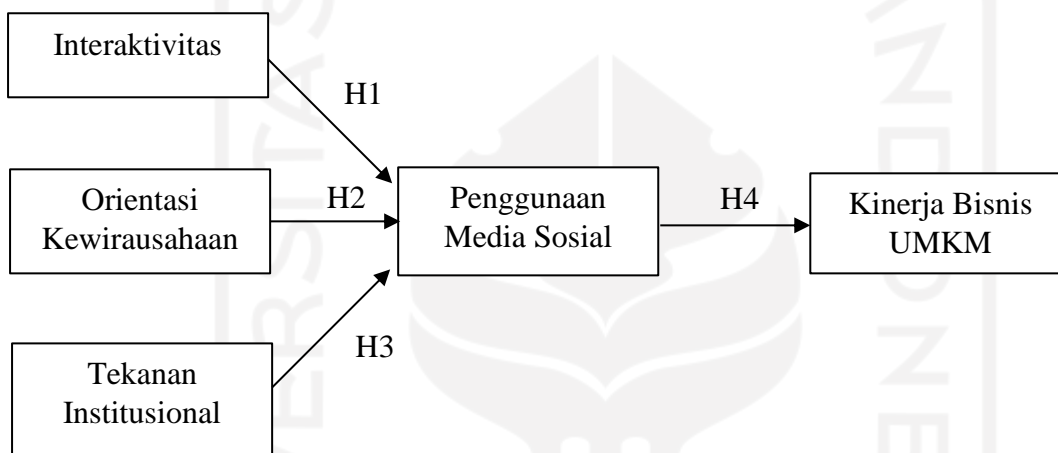 Interaktivitas
H1
Orientasi
Kewirausahaan
H2
Penggunaan
Media Sosial
H4
Kinerja Bisnis
UMKM
H3
Tekanan
Institusional